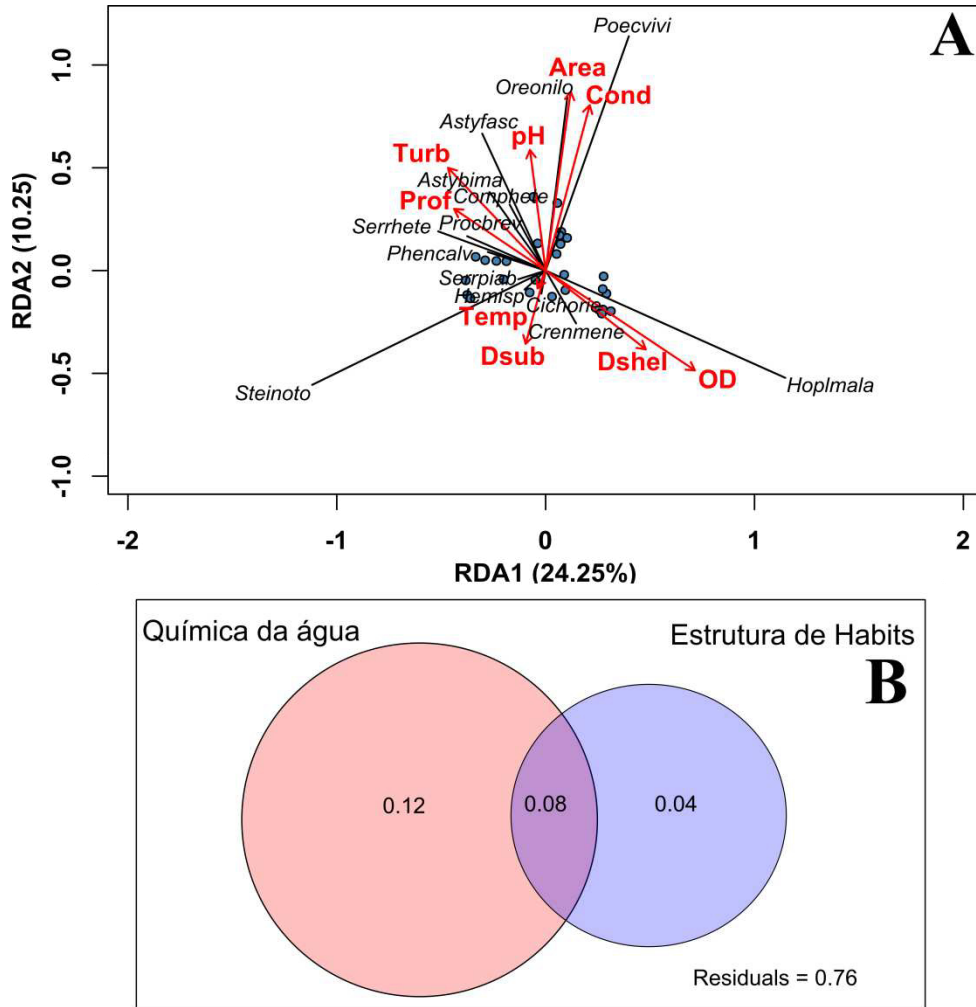 A
Poecvivi
Area
Oreonilo
Cond
Astyfasc
pH
Turb
Astybima
Comphete
Prof
Serrhete
Procbrev
Phencalv
Serrpiab
Hemisp
Cichorie
Temp
Crenmene
Dsub
Dshel
OD
Steinoto
Hoplmala
1.0
0.5
0.0
-0.5
-1.0
RDA2 (10.25)
-2
-1
0
1
2
RDA1 (24.25%)
Química da água
Estrutura de Habits
B
0.12
0.08
0.04
Residuals = 0.76